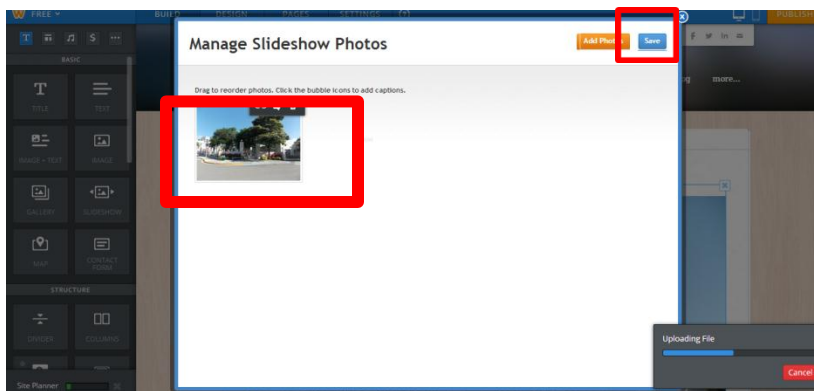 FREE
BUILD DESIGN PAGES SETTINGS
PUBLISH
T
S
BASIC
Manage Slideshow Photos
Add Photos
Save
f in
more...
Drag to reorder photos. Click the bubble icons to add captions.
T
TITLE TEXT
IMAGE + TEXT IMAGE
GALLERY SLIDESHOW
MAP CONTACT FORM
STRUCTURE
DIVIDER COLUMNS
Uploading File
Cancel
Site Planner